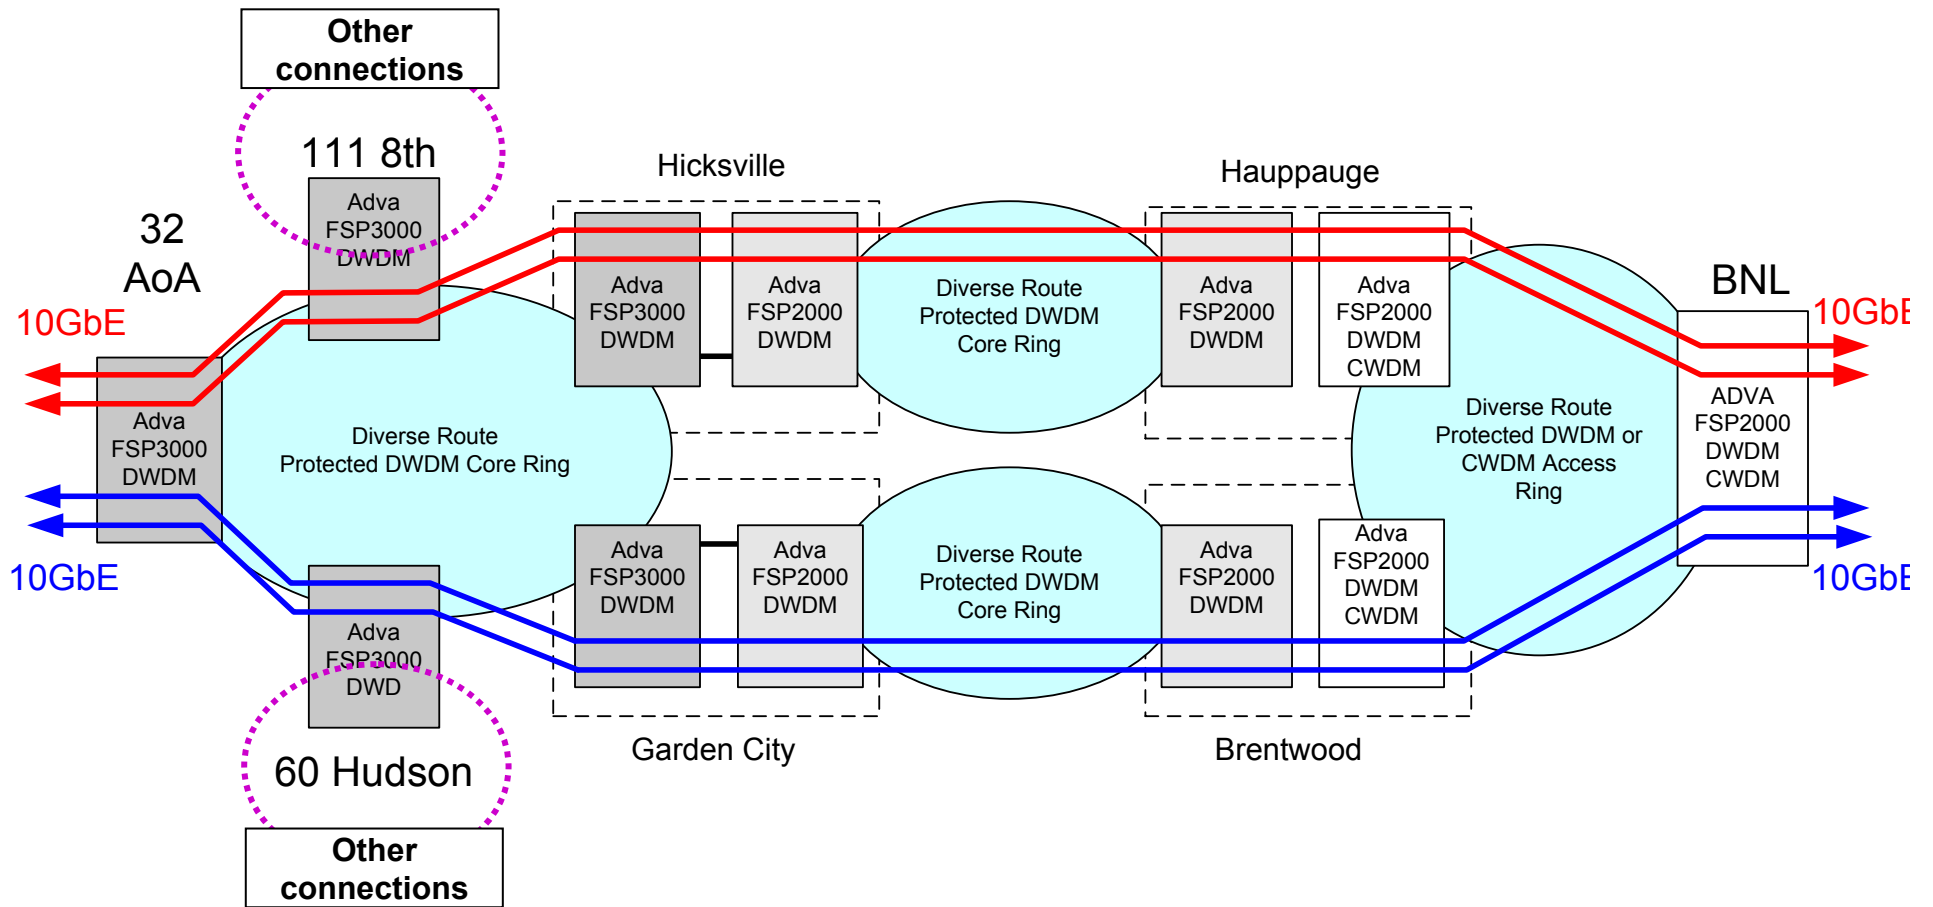 Other
connections
111 8th
Adva
FSP3000
DWDM
32
AoA
10GbE
Adva
FSP3000
DWDM
10GbE
Diverse Route
Protected DWDM Core Ring
Adva
FSP3000
DWD
60 Hudson
Other
connections
Hicksville
Adva
FSP3000
DWDM
Adva
FSP2000
DWDM
Diverse Route
Protected DWDM
Core Ring
Hauppauge
Adva
FSP2000
DWDM
Adva
FSP2000
DWDM
CWDM
Adva
FSP3000
DWDM
Adva
FSP2000
DWDM
Garden City
Diverse Route
Protected DWDM
Core Ring
Adva
FSP2000
DWDM
Adva
FSP2000
DWDM
CWDM
Brentwood
Diverse Route
Protected DWDM or
CWDM Access
Ring
BNL
10GbE
ADVA
FSP2000
DWDM
CWDM
10GbE